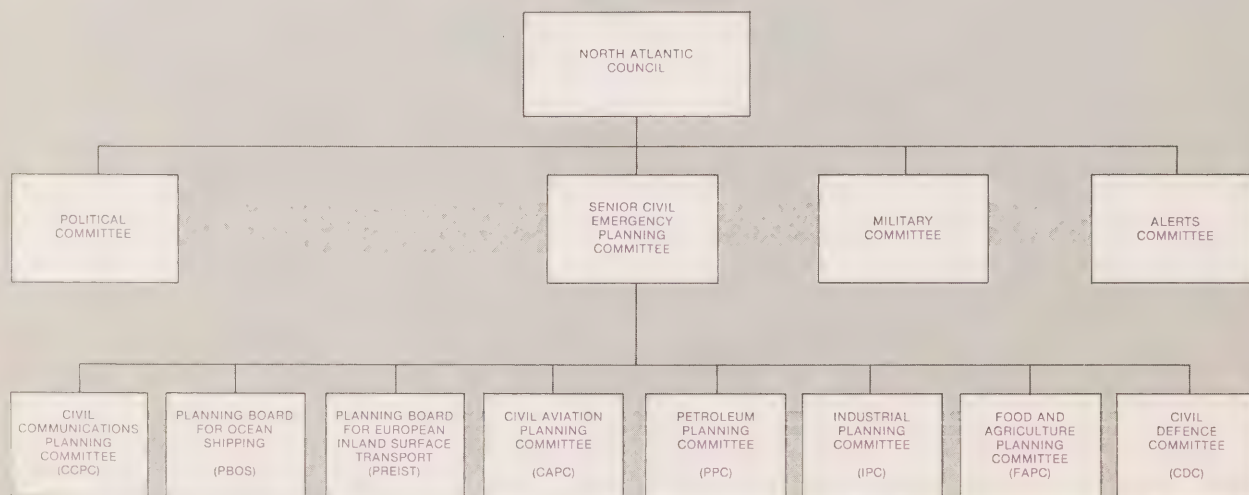 NORTH ATLANTIC
COUNCIL
POLITICAL
COMMITTEE
SENIOR CIVIL
EMERGENCY
PLANNING
COMMITTEE
MILITARY
COMMITTEE
ALERTS
COMMITTEE
CIVIL
COMMUNICATIONS
PLANNING
COMMITTEE
(CCPC)
PLANNING BOARD
FOR OCEAN
SHIPPING
(PBOS)
PLANNING BOARD
FOR EUROPEAN
INLAND SURFACE
TRANSPORT
(PREIST)
CIVIL AVIATION
PLANNING
COMMITTEE
(CAPC)
PETROLEUM
PLANNING
COMMITTEE
(PPC)
INDUSTRIAL
PLANNING
COMMITTEE
(IPC)
FOOD AND
AGRICULTURE
PLANNING
COMMITTEE
(FAPC)
CIVIL
DEFENCE
COMMITTEE
(CDC)